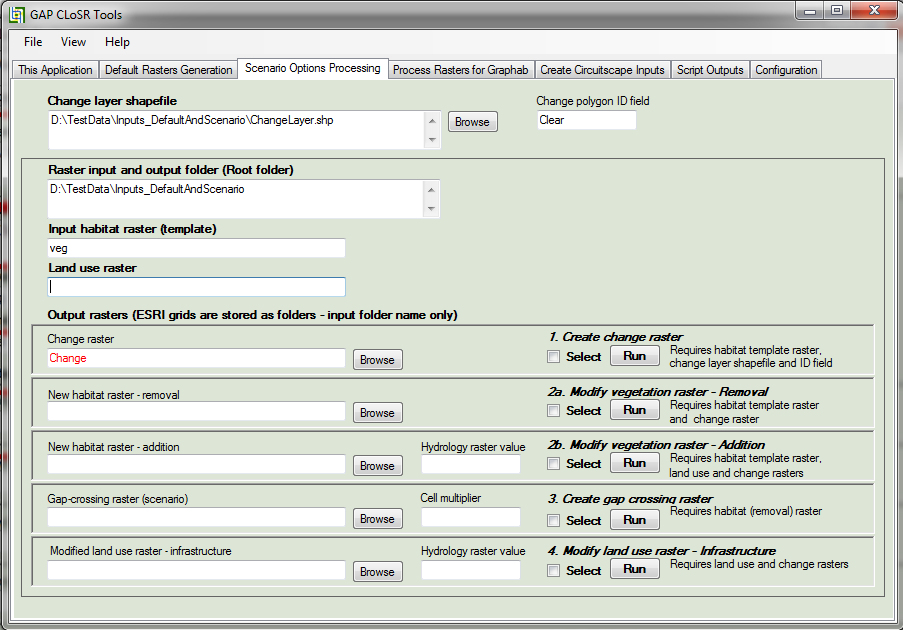 GAP CLoSR Tools
File View Help
This Application Default Rasters Generation Scenario Options Processing Process Rasters for Graphab Create Circuitscape Inputs Script Outputs Configuration
Change layer shapefile Change polygon ID field
D:\TestData\Inputs_DefaultAndScenario\ChangeLayer.shp Browse Clear
Raster input and output folder (Root folder)
D:\TestData\Inputs_DefaultAndScenario
Input habitat raster (template)
veg
Land use raster
Output rasters (ESRI grids are stored as folders - input folder name only)
Change raster 1. Create change raster
Change Browse Select Run Requires habitat template raster,
change layer shapefile and ID field
New habitat raster - removal 2a. Modify vegetation raster - Removal
Browse Select Run Requires habitat template raster
and change raster
New habitat raster - addition Hydrology raster value 2b. Modify vegetation raster - Addition
Browse Select Run Requires habitat template raster,
land use and change rasters
Gap-crossing raster (scenario) Cell multiplier 3. Create gap crossing raster
Browse Select Run Requires habitat (removal) raster
Modified land use raster - infrastructure Hydrology raster value 4. Modify land use raster - Infrastructure
Browse Select Run Requires land use and change rasters